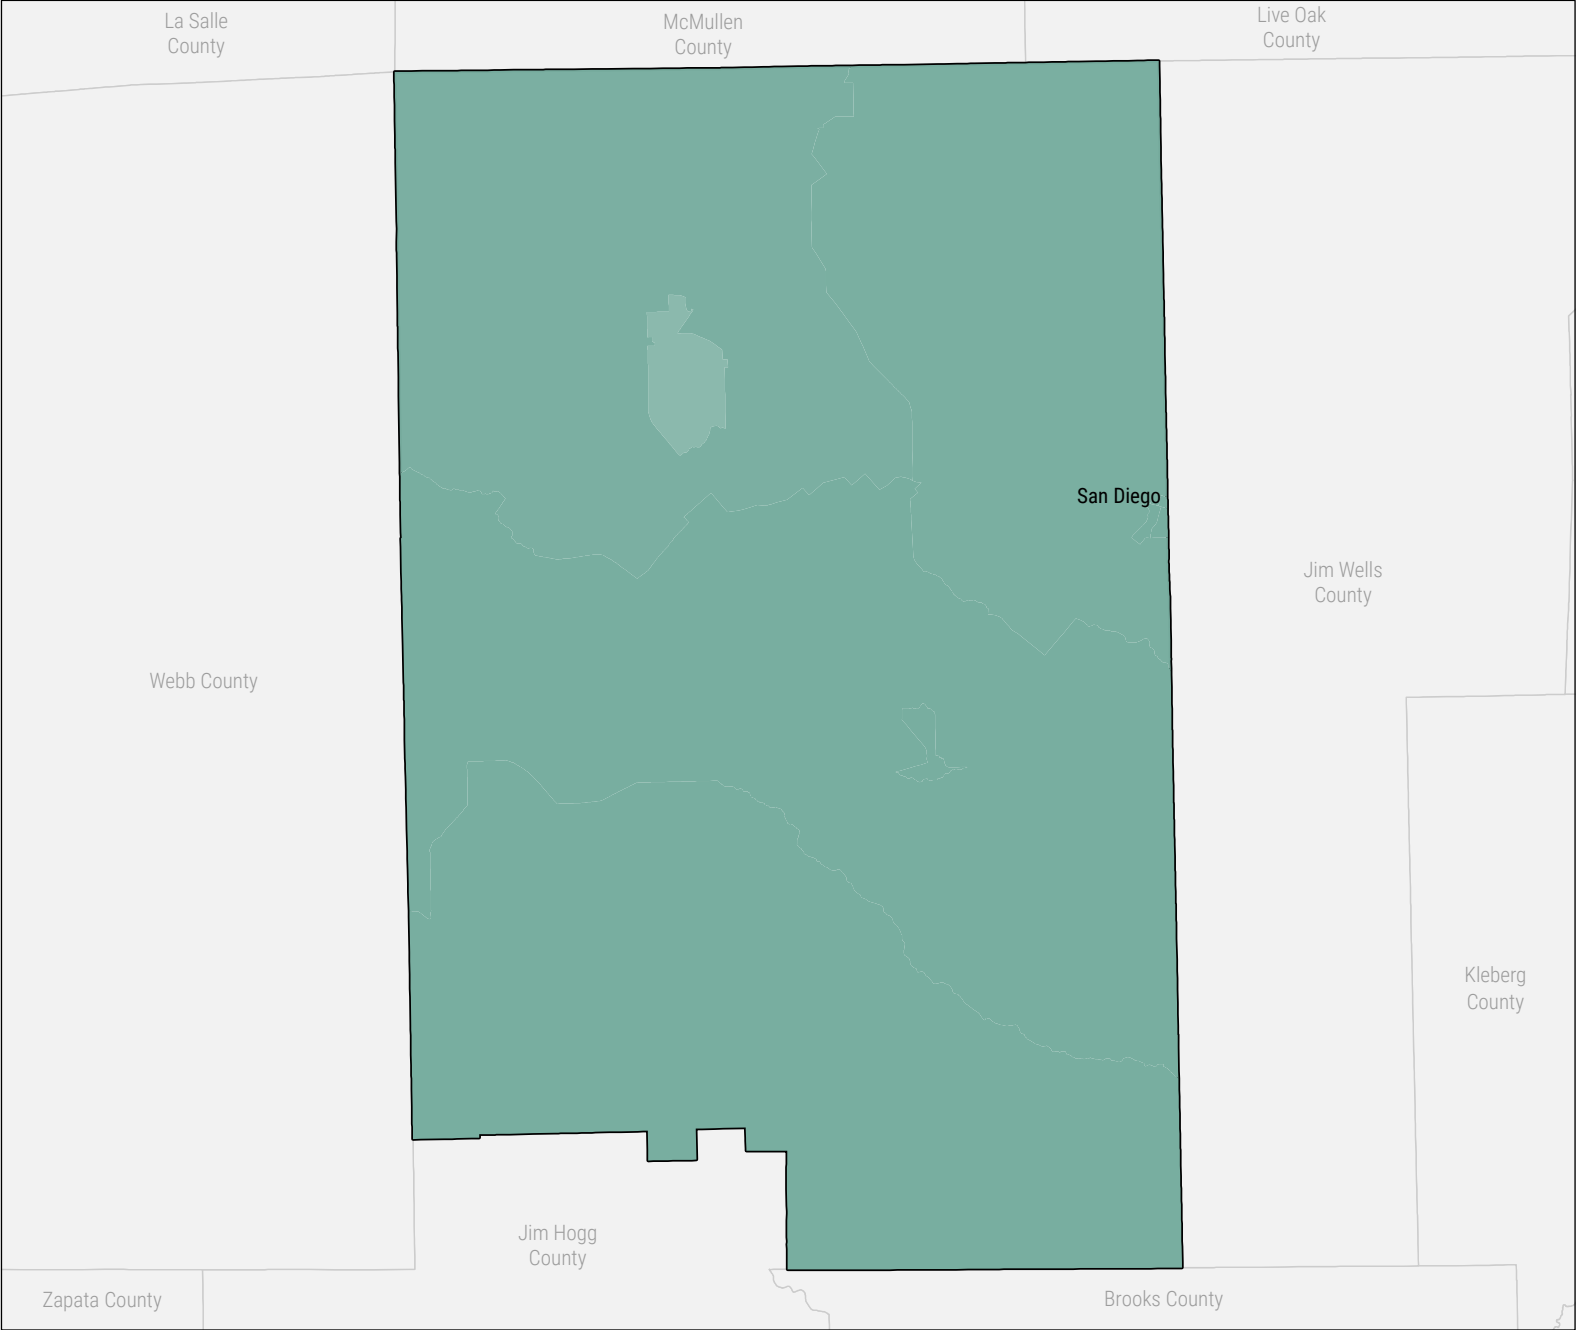 La Salle
County
McMullen
County
Live Oak
County
San Diego
Jim Wells
County
Webb County
Kleberg
County
Jim Hogg
County
Zapata County
Brooks County